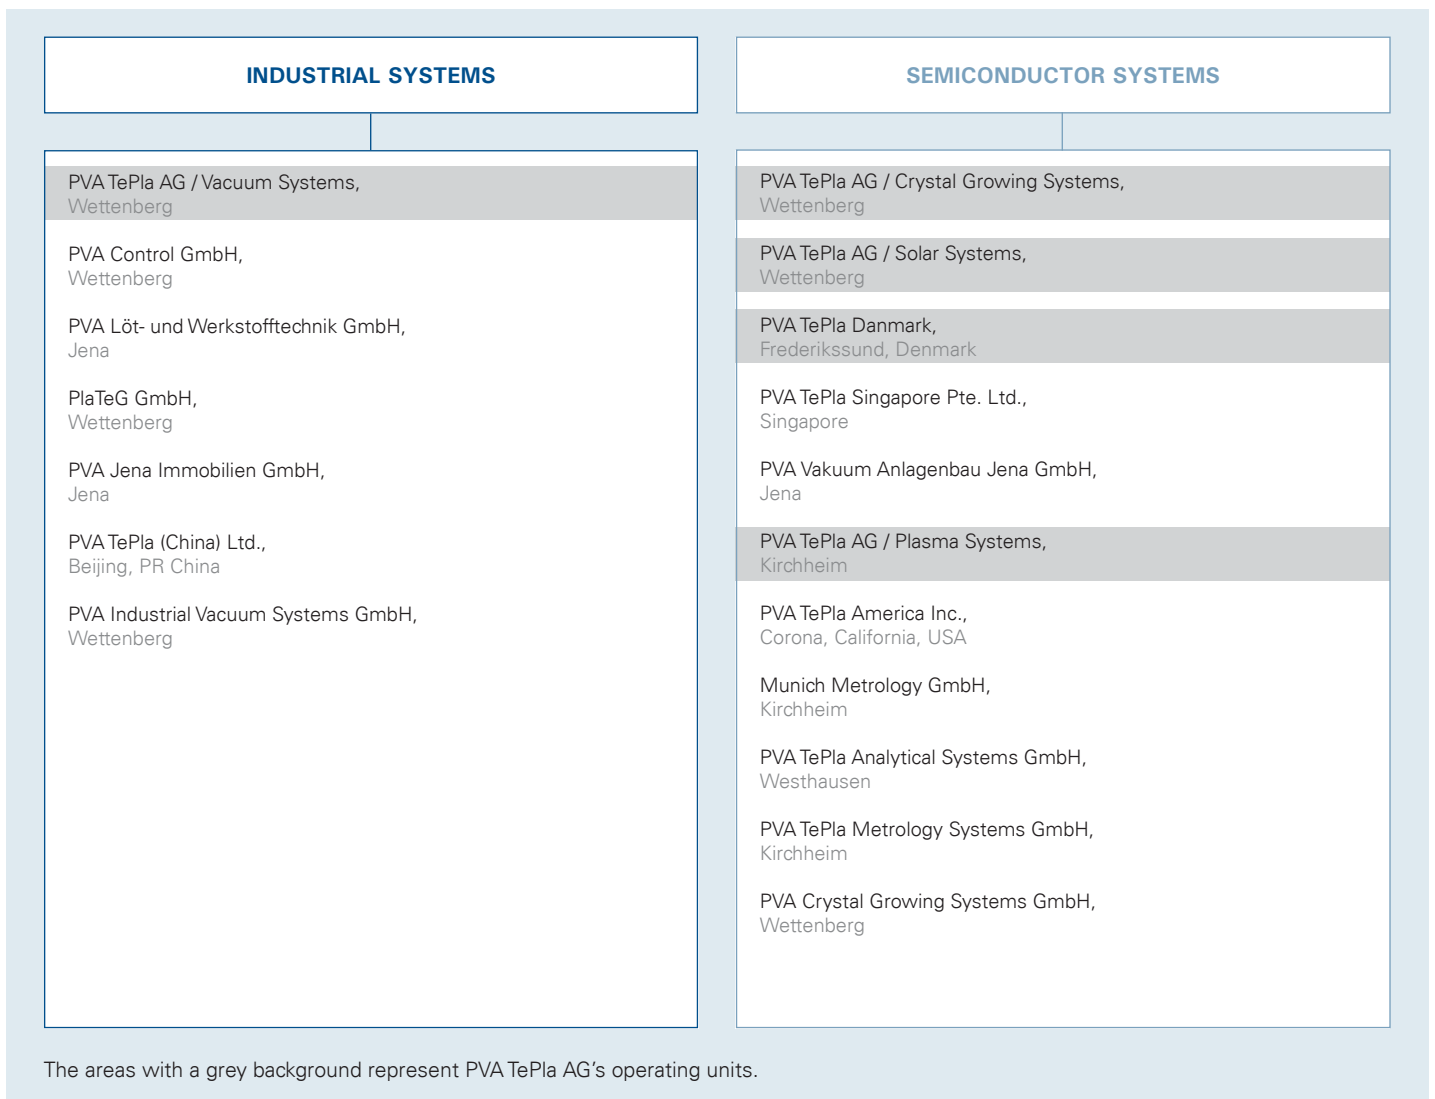 INDUSTRIAL SYSTEMS
PVA TePla AG / Vacuum Systems,
Wettenberg
PVA Control GmbH,
Wettenberg
PVA Löt- und Werkstofftechnik GmbH,
Jena
PlaTeG GmbH,
Wettenberg
PVA Jena Immobilien GmbH,
Jena
PVA TePla (China) Ltd.,
Beijing, PR China
PVA Industrial Vacuum Systems GmbH,
Wettenberg
SEMICONDUCTOR SYSTEMS
PVA TePla AG / Crystal Growing Systems,
Wettenberg
PVA TePla AG / Solar Systems,
Wettenberg
PVA TePla Danmark,
Frederikssund, Denmark
PVA TePla Singapore Pte. Ltd.,
Singapore
PVA Vakuum Anlagenbau Jena GmbH,
Jena
PVA TePla AG / Plasma Systems,
Kirchheim
PVA TePla America Inc.,
Corona, California, USA
Munich Metrology GmbH,
Kirchheim
PVA TePla Analytical Systems GmbH,
Westhausen
PVA TePla Metrology Systems GmbH,
Kirchheim
PVA Crystal Growing Systems GmbH,
Wettenberg
The areas with a grey background represent PVA TePla AG’s operating units.